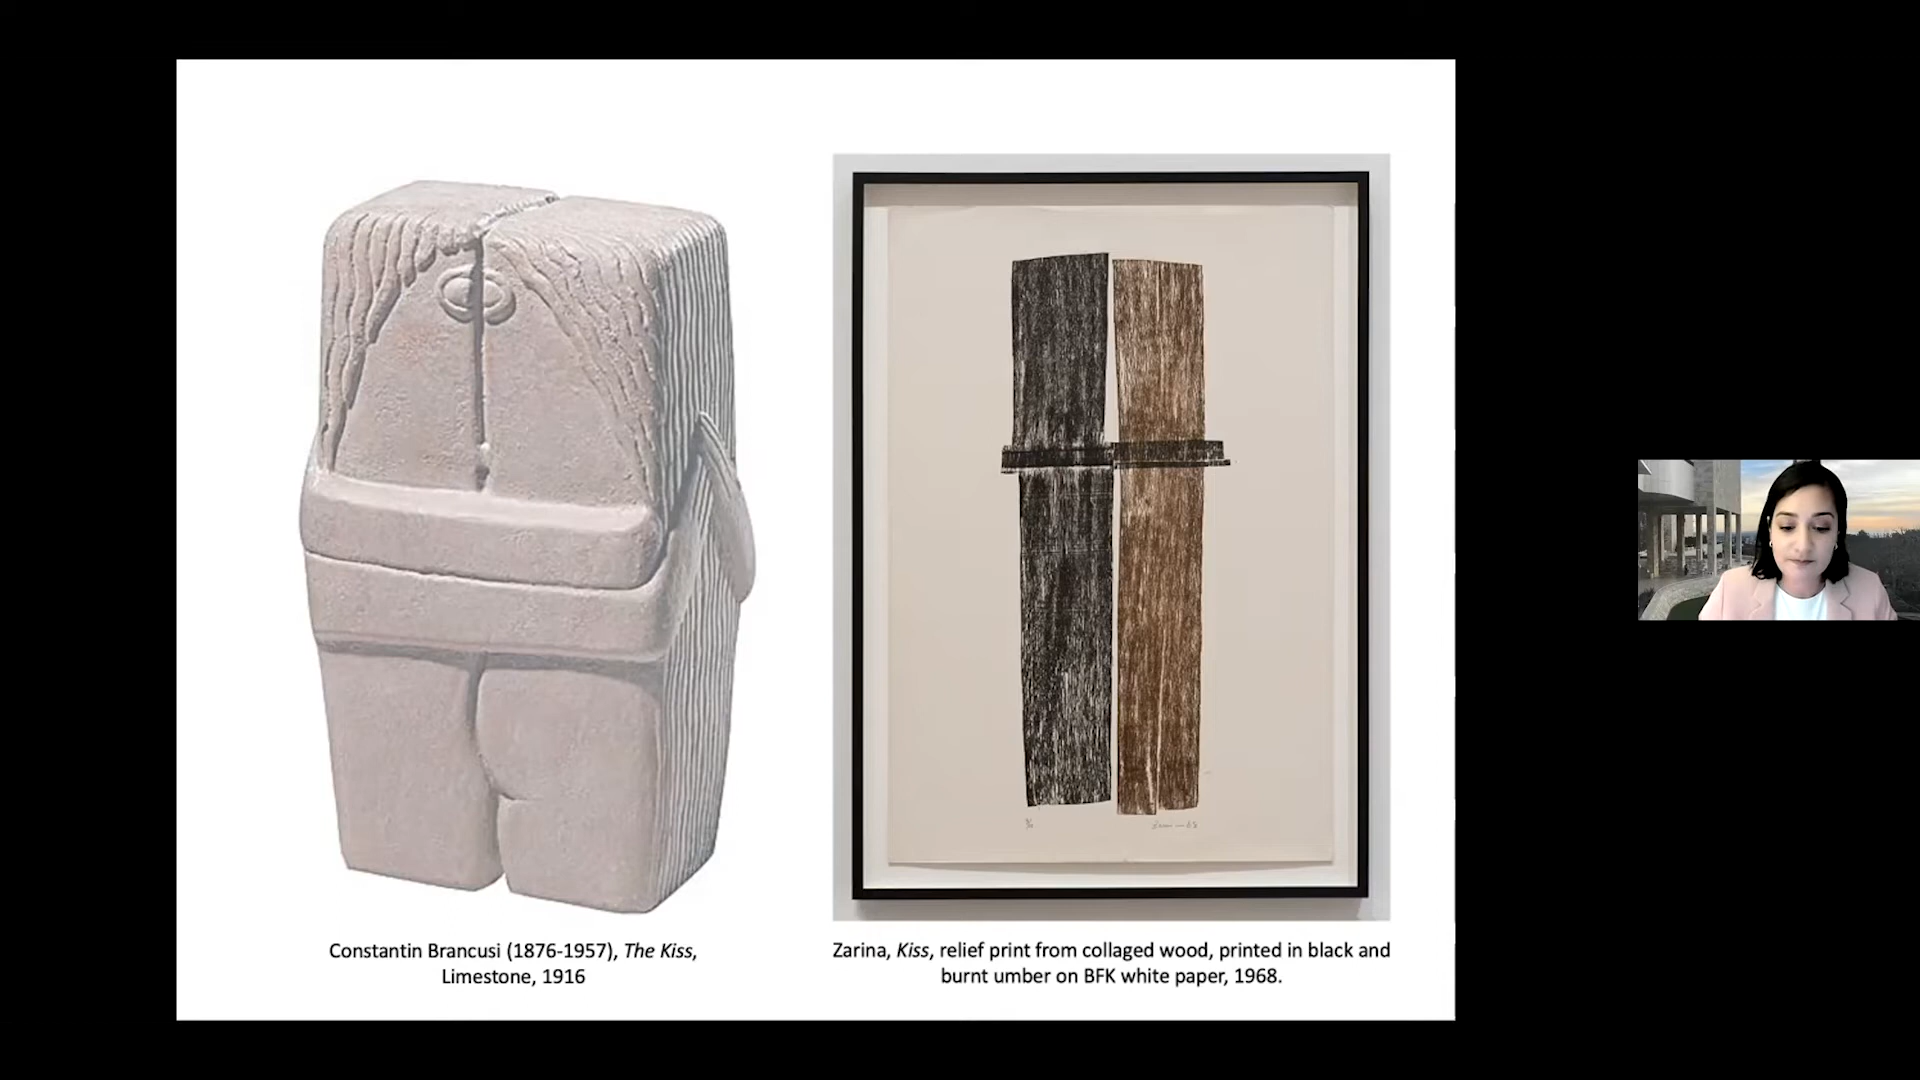 Constantin Brancusi (1876-1957), The Kiss,
Limestone, 1916
Zarina, Kiss, relief print from collaged wood, printed in black and
burnt umber on BFK white paper, 1968.